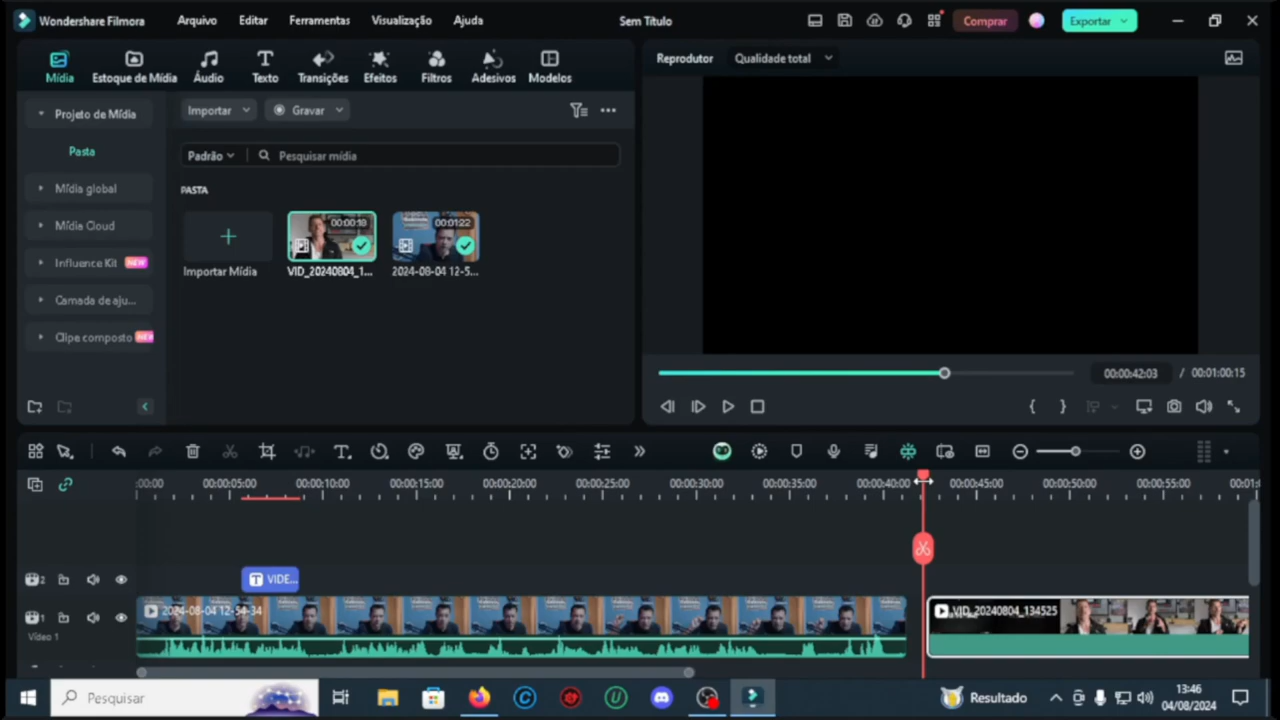 Wondershare Filmora
Arquivo
Editar
Ferramentas
Visualização
Ajuda
Sem Título
Comprar
Exportar
Mídia
Estoque de Mídia
Áudio
Texto
Transições
Efeitos
Filtros
Adesivos
Modelos
Reprodutor
Qualidade total
Projeto de Mídia
Pasta
Mídia global
Mídia Cloud
Influence Kit NEW
Camada de aju...
Clipe composto NEW
Importar
Gravar
Padrão
Pesquisar mídia
PASTA
00:00:18
00:01:22
Importar Mídia
VID_20240804_1...
2024-08-04 12-5...
00:00:42:03 / 00:01:00:15
:00:00
00:00:05:00
00:00:10:00
00:00:15:00
00:00:20:00
00:00:25:00
00:00:30:00
00:00:35:00
00:00:40:00
00:00:45:00
00:00:50:00
00:00:55:00
00:01:0
2
T VIDE...
1
Vídeo 1
2024-08-04 12-54-34
VID_20240804_134525
Pesquisar
Resultado
13:46
04/08/2024